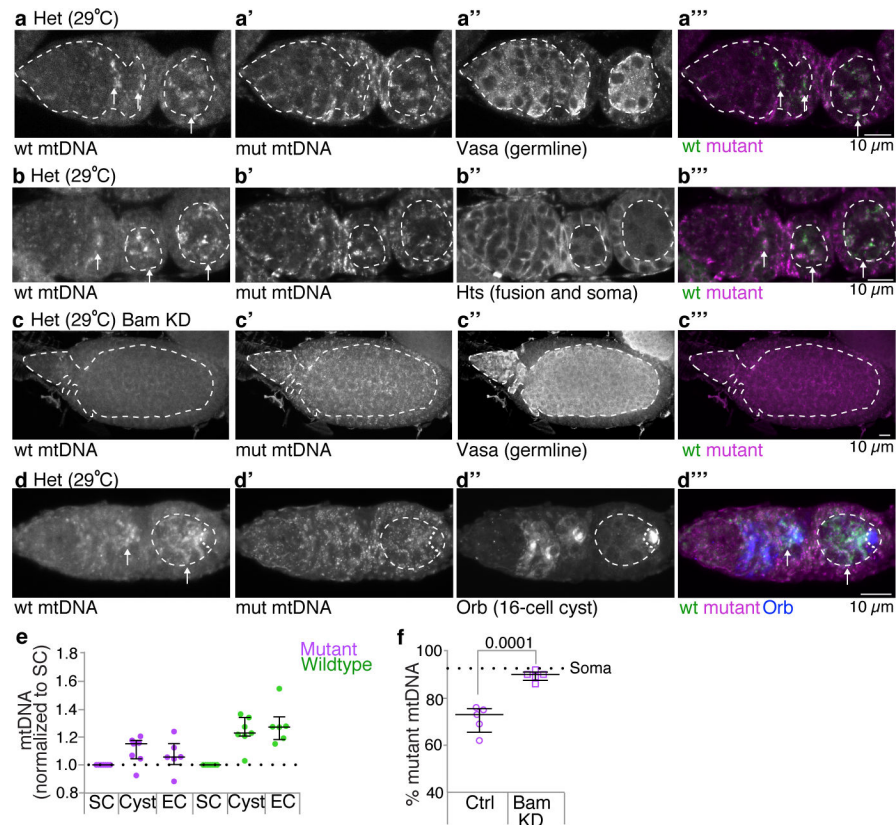 a Het (29°C) a' a'' a'''
wt mtDNA mut mtDNA Vasa (germline) wt mutant 10 µm
b Het (29°C) b' b'' b'''
wt mtDNA mut mtDNA Hts (fusion and soma) wt mutant 10 µm
c Het (29°C) Bam KD c' c'' c'''
wt mtDNA mut mtDNA Vasa (germline) wt mutant 10 µm
d Het (29°C) d' d'' d'''
wt mtDNA mut mtDNA Orb (16-cell cyst) wt mutant Orb 10 µm
e
Mutant
Wildtype
mtDNA
(normalized to SC)
1.8
1.6
1.4
1.2
1.0
0.8
SC Cyst EC SC Cyst EC
f
% mutant mtDNA
100
80
60
40
0.0001
Soma
Ctrl Bam
KD